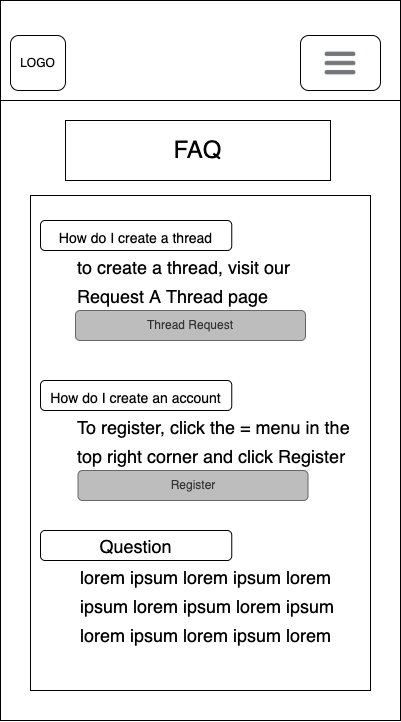 LOGO
FAQ
How do I create a thread
to create a thread, visit our
Request A Thread page
Thread Request
How do I create an account
To register, click the = menu in the
top right corner and click Register
Register
Question
lorem ipsum lorem ipsum lorem
ipsum lorem ipsum lorem ipsum
lorem ipsum lorem ipsum lorem